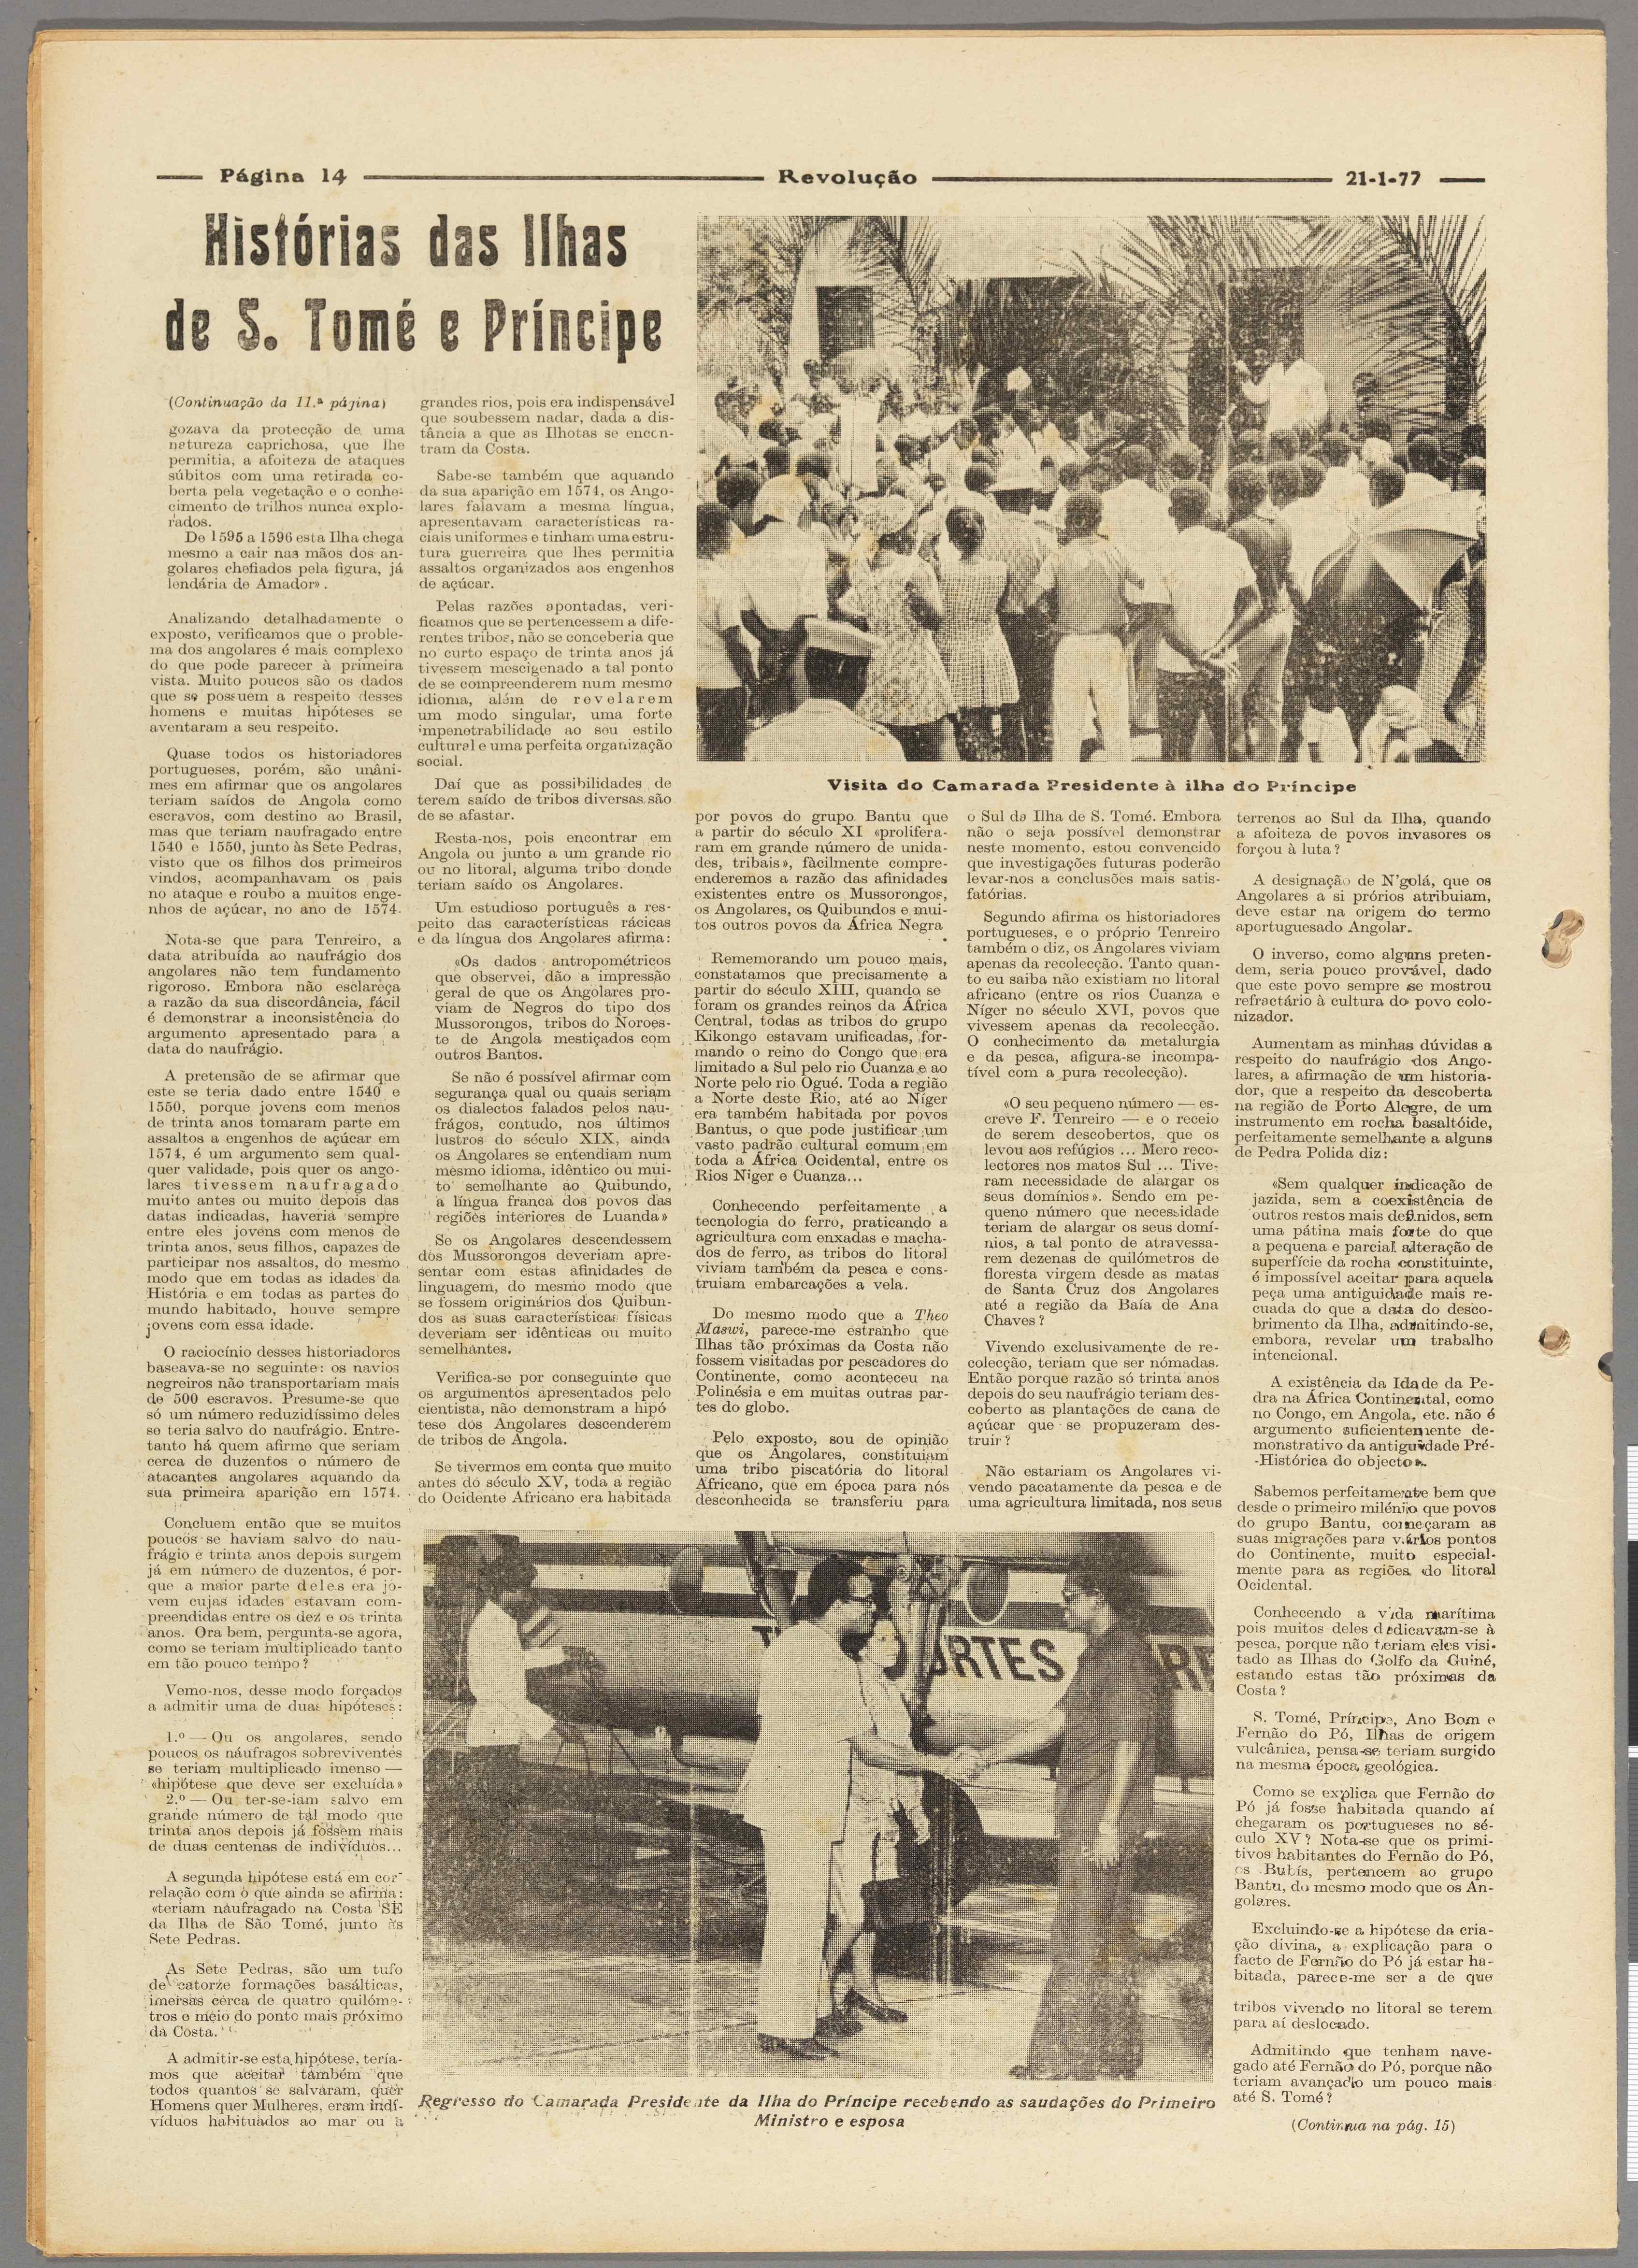 Página 14
Revolução
21-1-77
Histórias das Ilhas
de S. Tomé e Príncipe
(Continuação da 11.ª página)
gozava da protecção de uma
natureza caprichosa, que lhe
permitia, a afoiteza de ataques
súbitos com uma retirada co-
berta pela vegetação e o conhe-
cimento de trilhos nunca explo-
rados.
De 1595 a 1596 esta Ilha chega
mesmo a cair nas mãos dos an-
golares chefiados pela figura, já
lendária de Amador».
Analizando detalhadamente o
exposto, verificamos que o proble-
ma dos angolares é mais complexo
do que pode parecer à primeira
vista. Muito poucos são os dados
que se possuem a respeito desses
homens e muitas hipóteses se
aventaram a seu respeito.
Quase todos os historiadores
portugueses, porém, são unâni-
mes em afirmar que os angolares
teriam saídos de Angola como
escravos, com destino ao Brasil,
mas que teriam naufragado entre
1540 e 1550, junto às Sete Pedras,
visto que os filhos dos primeiros
vindos, acompanhavam os pais
no ataque e roubo a muitos enge-
nhos de açúcar, no ano de 1574.
Nota-se que para Tenreiro, a
data atribuída ao naufrágio dos
angolares não tem fundamento
rigoroso. Embora não esclareça
a razão da sua discordância, fácil
é demonstrar a inconsistência do
argumento apresentado para a
data do naufrágio.
A pretensão de se afirmar que
este se teria dado entre 1540 e
1550, porque jovens com menos
de trinta anos tomaram parte em
assaltos a engenhos de açúcar em
1574, é um argumento sem qual-
quer validade, pois quer os ango-
lares tivessem naufragado
muito antes ou muito depois das
datas indicadas, haveria sempre
entre eles jovens com menos de
trinta anos, seus filhos, capazes de
participar nos assaltos, do mesmo
modo que em todas as idades da
História e em todas as partes do
mundo habitado, houve sempre
jovens com essa idade.
O raciocínio desses historiadores
baseava-se no seguinte: os navios
negreiros não transportariam mais
de 500 escravos. Presume-se que
só um número reduzidíssimo deles
se teria salvo do naufrágio. Entre-
tanto há quem afirme que seriam
cerca de duzentos o número de
atacantes angolares aquando da
sua primeira aparição em 1574.
Concluem então que se muitos
poucos se haviam salvo do nau-
frágio e trinta anos depois surgem
já em número de duzentos, é por-
que a maior parte deles era jo-
vem cujas idades estavam com-
preendidas entre os dez e os trinta
anos. Ora bem, pergunta-se agora,
como se teriam multiplicado tanto
em tão pouco tempo?
Vemo-nos, desse modo forçados
a admitir uma de duas hipóteses:
1.º — Ou os angolares, sendo
poucos os náufragos sobreviventes
se teriam multiplicado imenso —
«hipótese que deve ser excluída»
2.º — Ou ter-se-iam salvo em
grande número de tal modo que
trinta anos depois já fossem mais
de duas centenas de indivíduos...
A segunda hipótese está em cor-
relação com o que ainda se afirma:
«teriam naufragado na Costa SE
da Ilha de São Tomé, junto às
Sete Pedras.
As Sete Pedras, são um tufo
de catorze formações basálticas,
imersas cerca de quatro quilóme-
tros e meio do ponto mais próximo
da Costa.
A admitir-se esta hipótese, tería-
mos que aceitar também que
todos quantos se salvaram, quer
Homens quer Mulheres, eram indi-
víduos habituados ao mar ou a
grandes rios, pois era indispensável
que soubessem nadar, dada a dis-
tância a que as Ilhotas se encon-
tram da Costa.
Sabe-se também que aquando
da sua aparição em 1574, os Ango-
lares falavam a mesma língua,
apresentavam características ra-
ciais uniformes e tinham uma estru-
tura guerreira que lhes permitia
assaltos organizados aos engenhos
de açúcar.
Pelas razões apontadas, veri-
ficamos que se pertencessem a dife-
rentes tribos, não se conceberia que
no curto espaço de trinta anos já
tivessem mescigenado a tal ponto
de se compreenderem num mesmo
idioma, além de revelarem
um modo singular, uma forte
impenetrabilidade ao seu estilo
cultural e uma perfeita organização
social.
Daí que as possibilidades de
terem saído de tribos diversas são
de se afastar.
Resta-nos, pois encontrar em
Angola ou junto a um grande rio
ou no litoral, alguma tribo donde
teriam saído os Angolares.
Um estudioso português a res-
peito das características rácicas
e da língua dos Angolares afirma:
«Os dados antropométricos
que observei, dão a impressão
geral de que os Angolares pro-
viam de Negros do tipo dos
Mussorongos, tribos do Noroes-
te de Angola mestiçados com
outros Bantos.
Se não é possível afirmar com
segurança qual ou quais seriam
os dialectos falados pelos nau-
frágos, contudo, nos últimos
lustros do século XIX, ainda
os Angolares se entendiam num
mesmo idioma, idêntico ou mui-
to semelhante ao Quibundo,
a língua franca dos povos das
regiões interiores de Luanda»
Se os Angolares descendessem
dos Mussorongos deveriam apre-
sentar com estas afinidades de
linguagem, do mesmo modo que
se fossem originários dos Quibun-
dos as suas características físicas
deveriam ser idênticas ou muito
semelhantes.
Verifica-se por conseguinte que
os argumentos apresentados pelo
cientista, não demonstram a hipó
tese dos Angolares descenderem
de tribos de Angola.
Se tivermos em conta que muito
antes do século XV, toda a região
do Ocidente Africano era habitada
Visita do Camarada Presidente à ilha do Príncipe
por povos do grupo Bantu que
a partir do século XI «prolifera-
ram em grande número de unida-
des, tribais», fàcilmente compre-
enderemos a razão das afinidades
existentes entre os Mussorongos,
os Angolares, os Quibundos e mui-
tos outros povos da África Negra
Rememorando um pouco mais,
constatamos que precisamente a
partir do século XIII, quando se
foram os grandes reinos da África
Central, todas as tribos do grupo
Kikongo estavam unificadas, for-
mando o reino do Congo que era
limitado a Sul pelo rio Cuanza e ao
Norte pelo rio Ogué. Toda a região
a Norte deste Rio, até ao Níger
era também habitada por povos
Bantus, o que pode justificar um
vasto padrão cultural comum em
toda a África Ocidental, entre os
Rios Niger e Cuanza...
Conhecendo perfeitamente a
tecnologia do ferro, praticando a
agricultura com enxadas e macha-
dos de ferro, as tribos do litoral
viviam também da pesca e cons-
truiam embarcações a vela.
Do mesmo modo que a Theo
Maswi, parece-me estranho que
Ilhas tão próximas da Costa não
fossem visitadas por pescadores do
Continente, como aconteceu na
Polinésia e em muitas outras par-
tes do globo.
Pelo exposto, sou de opinião
que os Angolares, constituiam
uma tribo piscatória do litoral
Africano, que em época para nós
desconhecida se transferiu para
o Sul da Ilha de S. Tomé. Embora
não o seja possível demonstrar
neste momento, estou convencido
que investigações futuras poderão
levar-nos a conclusões mais satis-
fatórias.
Segundo afirma os historiadores
portugueses, e o próprio Tenreiro
também o diz, os Angolares viviam
apenas da recolecção. Tanto quan-
to eu saiba não existiam no litoral
africano (entre os rios Cuanza e
Níger no século XVI, povos que
vivessem apenas da recolecção.
O conhecimento da metalurgia
e da pesca, afigura-se incompa-
tível com a pura recolecção).
«O seu pequeno número — es-
creve F. Tenreiro — e o receio
de serem descobertos, que os
levou aos refúgios ... Mero reco-
lectores nos matos Sul ... Tive-
ram necessidade de alargar os
seus domínios». Sendo em pe-
queno número que necessidade
teriam de alargar os seus domí-
nios, a tal ponto de atravessa-
rem dezenas de quilómetros de
floresta virgem desde as matas
de Santa Cruz dos Angolares
até a região da Baía de Ana
Chaves?
Vivendo exclusivamente de re-
colecção, teriam que ser nómadas.
Então porque razão só trinta anos
depois do seu naufrágio teriam des-
coberto as plantações de cana de
açúcar que se propuzeram des-
truir?
Não estariam os Angolares vi-
vendo pacatamente da pesca e de
uma agricultura limitada, nos seus
terrenos ao Sul da Ilha, quando
a afoiteza de povos invasores os
forçou à luta?
A designação de N'golá, que os
Angolares a si prórios atribuiam,
deve estar na origem do termo
aportuguesado Angolar.
O inverso, como alguns preten-
dem, seria pouco provável, dado
que este povo sempre se mostrou
refractário à cultura do povo colo-
nizador.
Aumentam as minhas dúvidas a
respeito do naufrágio dos Ango-
lares, a afirmação de um historia-
dor, que a respeito da descoberta
na região de Porto Alegre, de um
instrumento em rocha basaltóide,
perfeitamente semelhante a alguns
de Pedra Polida diz:
«Sem qualquer indicação de
jazida, sem a coexistência de
outros restos mais definidos, sem
uma pátina mais forte do que
a pequena e parcial alteração de
superfície da rocha constituinte,
é impossível aceitar para aquela
peça uma antiguidade mais re-
cuada do que a data do desco-
brimento da Ilha, admitindo-se,
embora, revelar um trabalho
intencional.
A existência da Idade da Pe-
dra na África Continental, como
no Congo, em Angola, etc. não é
argumento suficientemente de-
monstrativo da antiguidade Pré-
-Histórica do objecto».
Sabemos perfeitamente bem que
desde o primeiro milénio que povos
do grupo Bantu, começaram as
suas migrações para vários pontos
do Continente, muito especial-
mente para as regiões do litoral
Ocidental.
Conhecendo a vida marítima
pois muitos deles dedicavam-se à
pesca, porque não teriam eles visi-
tado as Ilhas do Golfo da Guiné,
estando estas tão próximas da
Costa?
S. Tomé, Príncipe, Ano Bom e
Fernão do Pó, Ilhas de origem
vulcânica, pensa-se teriam surgido
na mesma época geológica.
Como se explica que Fernão do
Pó já fosse habitada quando aí
chegaram os portugueses no sé-
culo XV? Nota-se que os primi-
tivos habitantes do Fernão do Pó,
os Bubís, pertencem ao grupo
Bantu, do mesmo modo que os An-
golares.
Excluindo-se a hipótese da cria-
ção divina, a explicação para o
facto de Fernão do Pó já estar ha-
bitada, parece-me ser a de que
tribos vivendo no litoral se terem
para aí deslocado.
Admitindo que tenham nave-
gado até Fernão do Pó, porque não
teriam avançado um pouco mais
até S. Tomé?
(Continua na pág. 15)
RTES
Regresso do Camarada Presidente da Ilha do Príncipe recebendo as saudações do Primeiro
Ministro e esposa